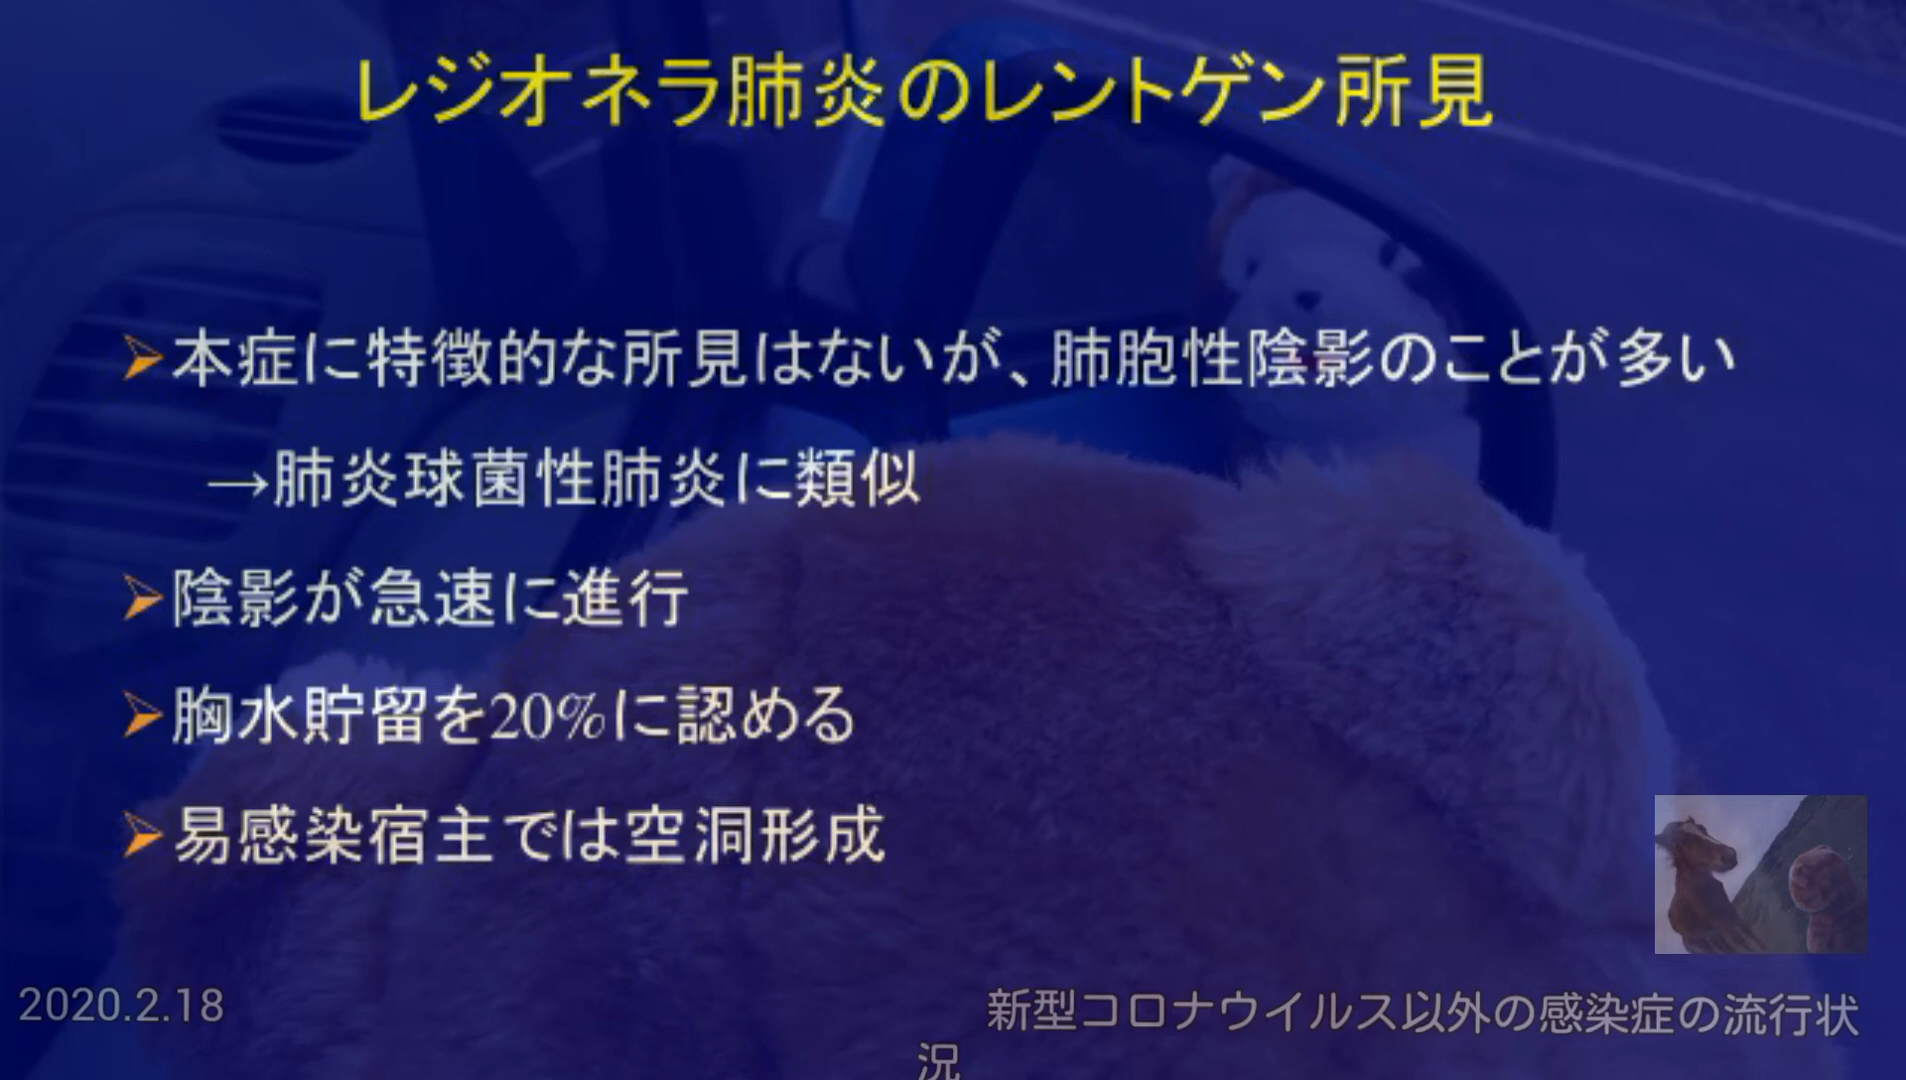 レジオネラ肺炎のレントゲン所見
➢本症に特徴的な所見はないが、肺胞性陰影のことが多い
→肺炎球菌性肺炎に類似
➢陰影が急速に進行
➢胸水貯留を20%に認める
➢易感染宿主では空洞形成
2020.2.18
新型コロナウイルス以外の感染症の流行状
況